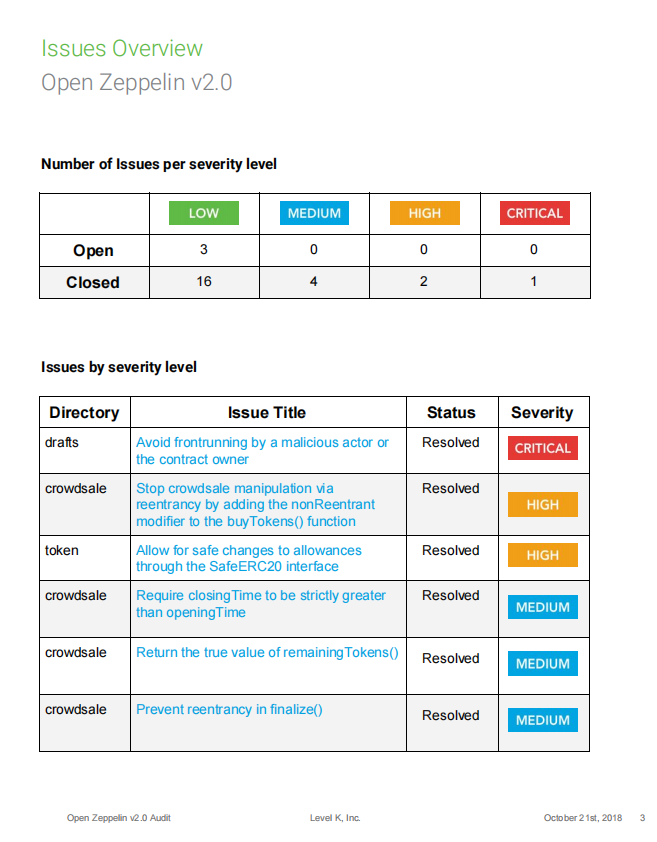 Issues Overview
Open Zeppelin v2.0
Number of Issues per severity level
LOW MEDIUM HIGH CRITICAL
Open 3 0 0 0
Closed 16 4 2 1
Issues by severity level
Directory Issue Title Status Severity
drafts Avoid frontrunning by a malicious actor or Resolved CRITICAL
the contract owner
crowdsale Stop crowdsale manipulation via Resolved HIGH
reentrancy by adding the nonReentrant
modifier to the buyTokens() function
token Allow for safe changes to allowances Resolved HIGH
through the SafeERC20 interface
crowdsale Require closingTime to be strictly greater Resolved MEDIUM
than openingTime
crowdsale Return the true value of remainingTokens() Resolved MEDIUM
crowdsale Prevent reentrancy in finalize() Resolved MEDIUM
Open Zeppelin v2.0 Audit Level K, Inc. October 21st, 2018 3